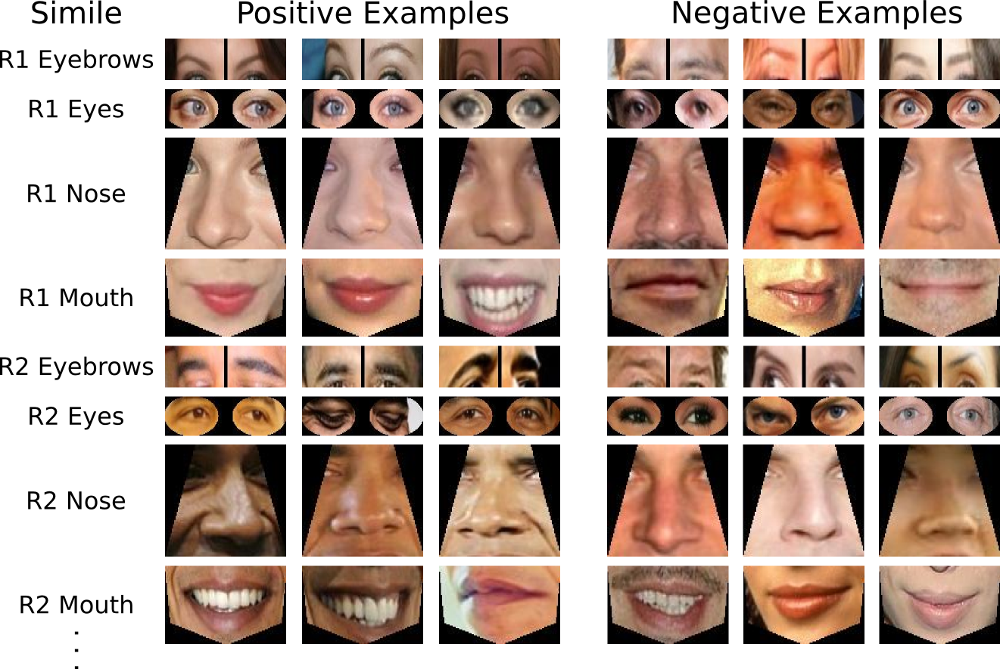 Simile Positive Examples Negative Examples
R1 Eyebrows
R1 Eyes
R1 Nose
R1 Mouth
R2 Eyebrows
R2 Eyes
R2 Nose
R2 Mouth
.
.
.